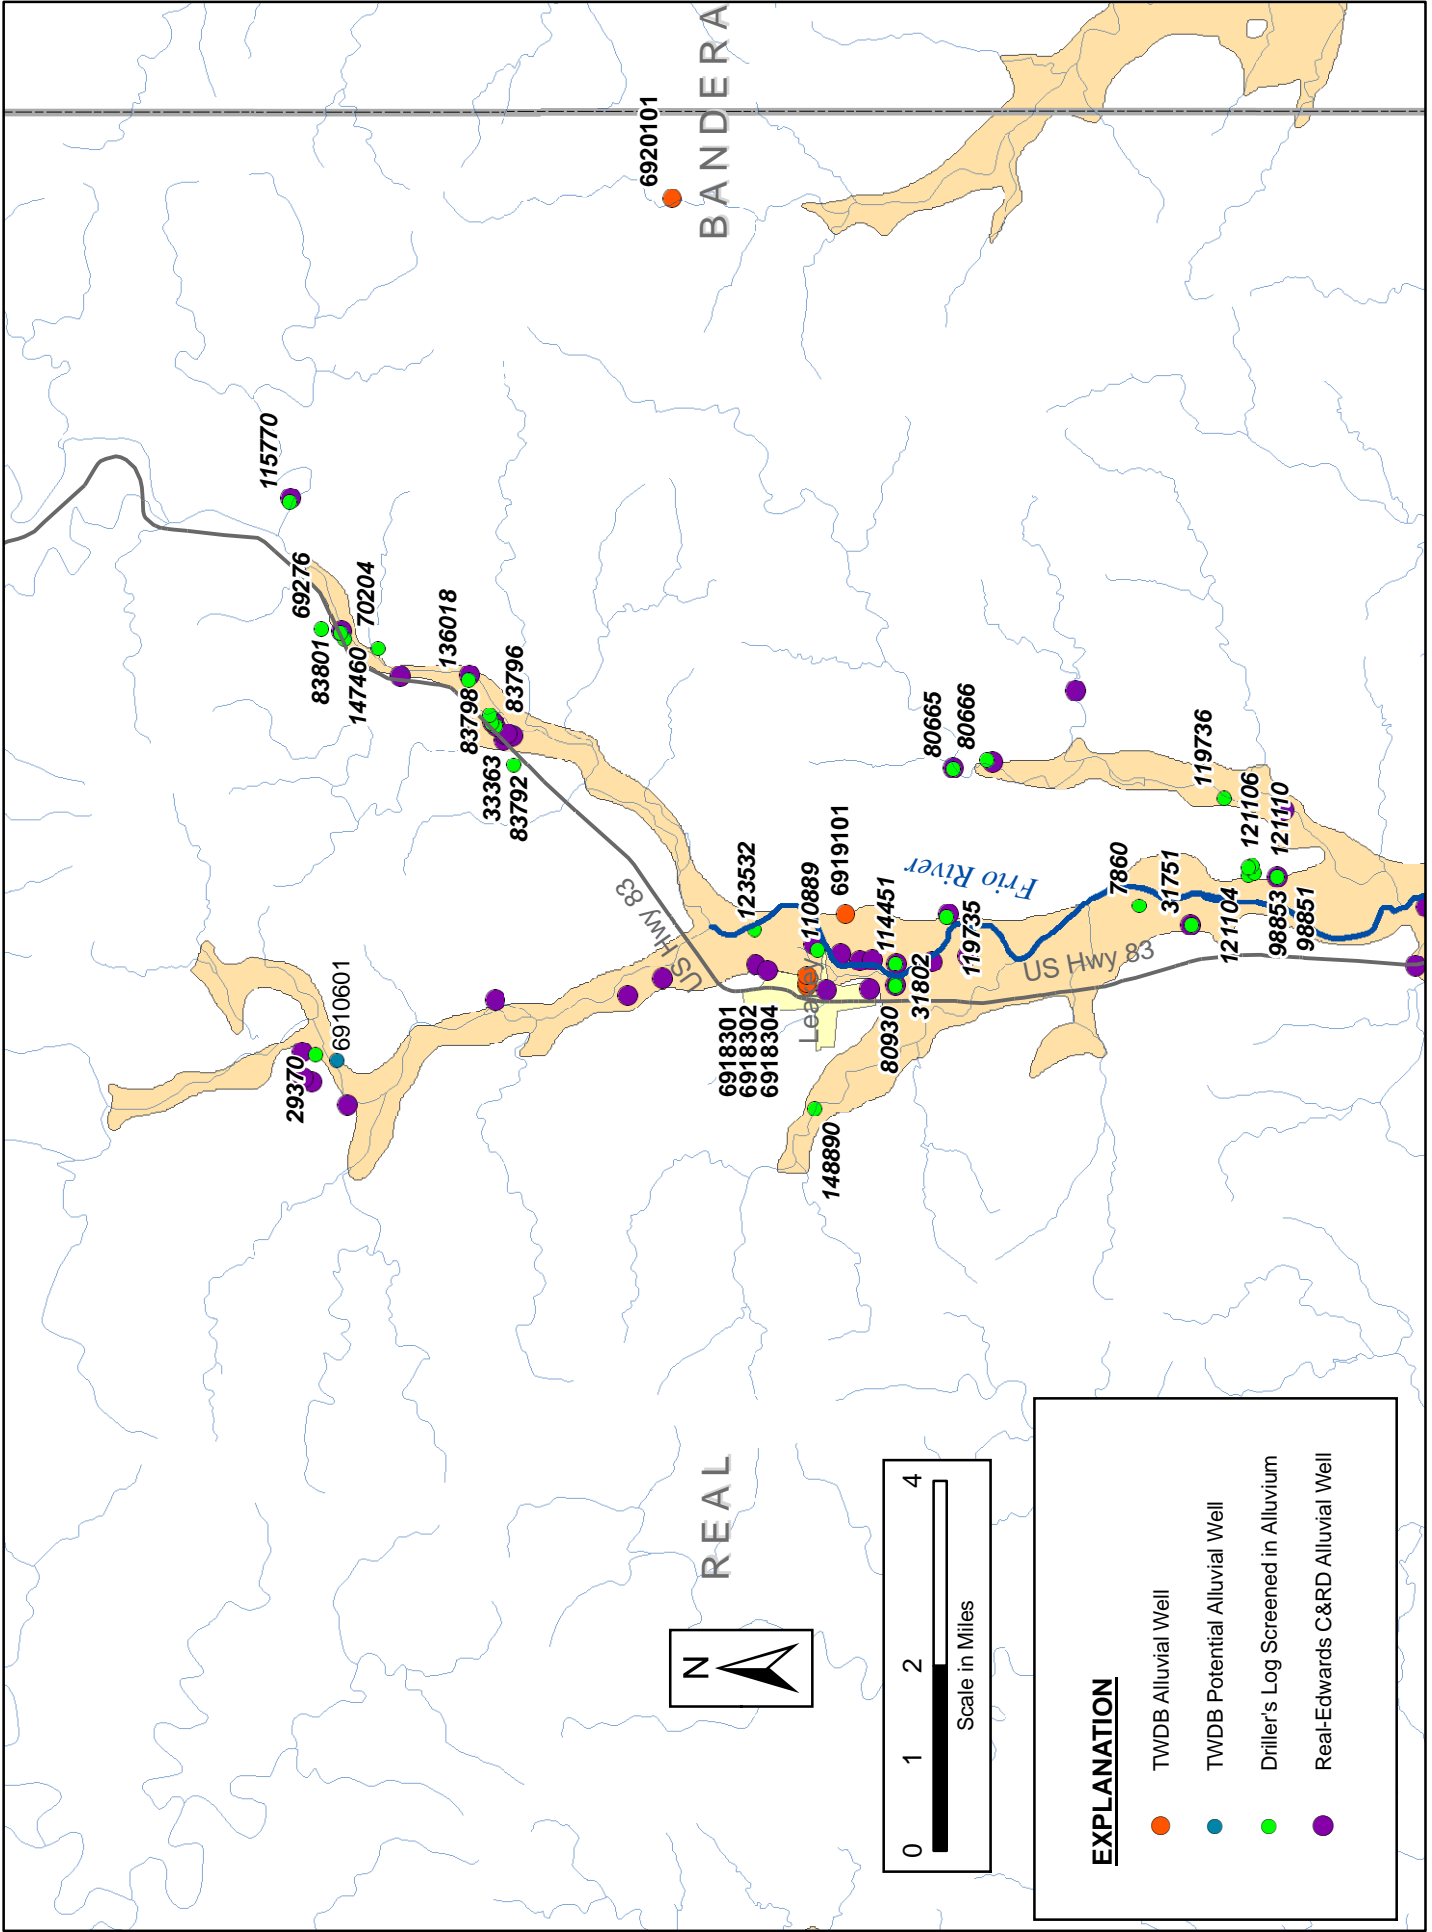 115770
69276
83801
70204
147460
136018
83798
83796
33363
83792
6920101
BANDERA
29370
6910601
US Hwy 83
123532
6918301
6918302
6918304
110889
6919101
114451
Frio River
80930
31802
119735
148890
80665
80666
US Hwy 83
7860
31751
119736
121106
121110
121104
98853
98851
REAL
N
0 1 2 4
Scale in Miles
EXPLANATION
TWDB Alluvial Well
TWDB Potential Alluvial Well
Driller's Log Screened in Alluvium
Real-Edwards C&RD Alluvial Well